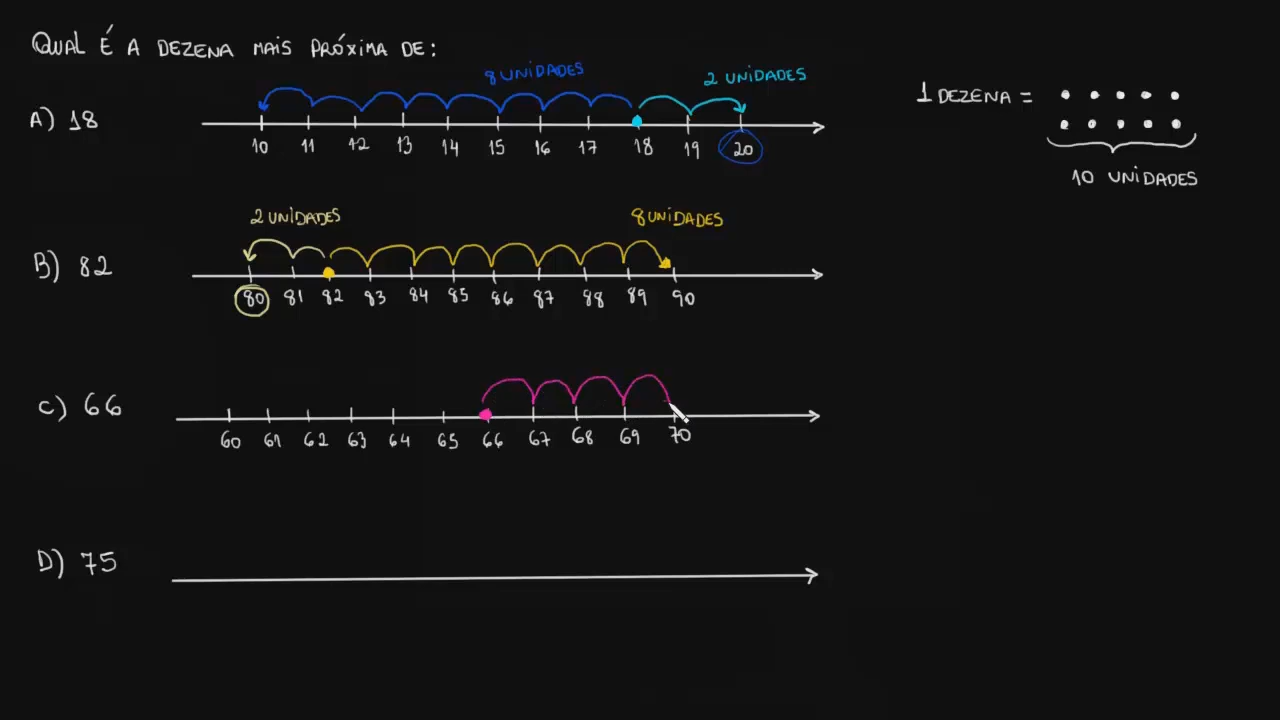 QUAL É A DEZENA MAIS PRÓXIMA DE:
8 UNIDADES 2 UNIDADES
A) 18
10 11 12 13 14 15 16 17 18 19 20
1 DEZENA =
10 UNIDADES
2 UNIDADES 8 UNIDADES
B) 82
80 81 82 83 84 85 86 87 88 89 90
C) 66
60 61 62 63 64 65 66 67 68 69 70
D) 75